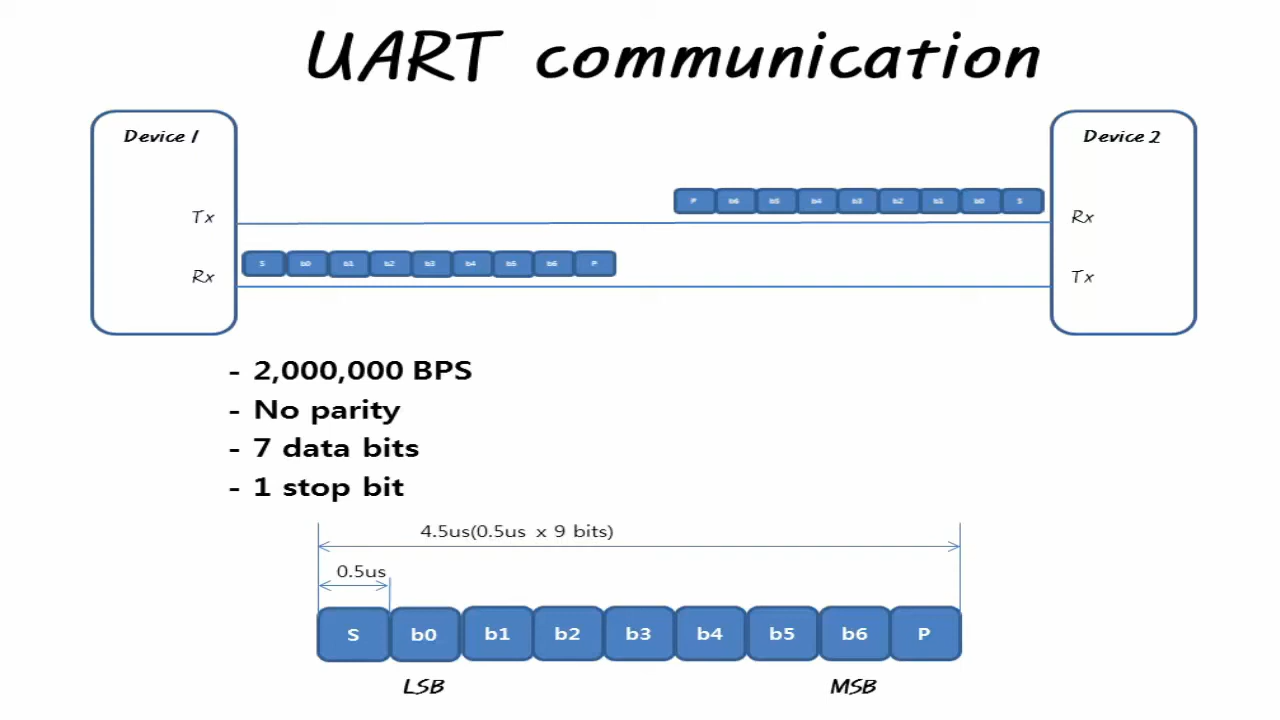 UART communication
Device 1
Device 2
P b6 b5 b4 b3 b2 b1 b0 S
Tx
Rx
S b0 b1 b2 b3 b4 b5 b6 P
Rx
Tx
- 2,000,000 BPS
- No parity
- 7 data bits
- 1 stop bit
4.5us(0.5us x 9 bits)
0.5us
S b0 b1 b2 b3 b4 b5 b6 P
LSB
MSB